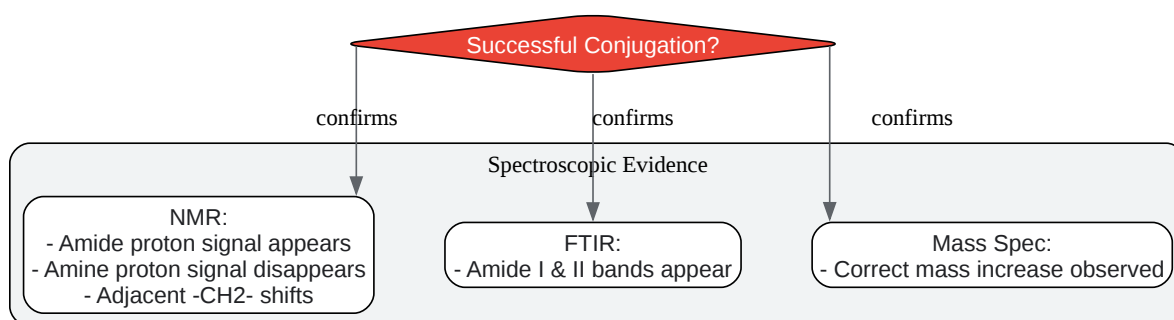 Successful Conjugation?
confirms
confirms
confirms
Spectroscopic Evidence
NMR:
- Amide proton signal appears
- Amine proton signal disappears
- Adjacent -CH2- shifts
FTIR:
- Amide I & II bands appear
Mass Spec:
- Correct mass increase observed